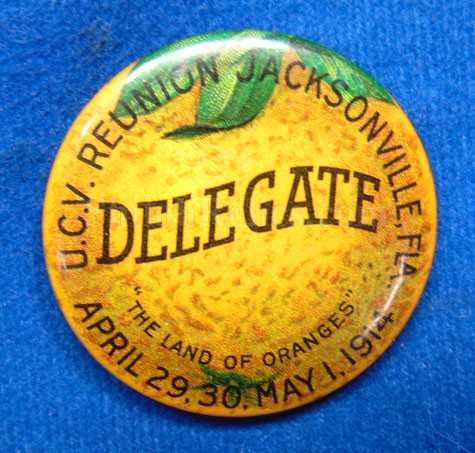 U.C.V. REUNION JACKSONVILLE, FLA.
DELEGATE
"THE LAND OF ORANGES"
APRIL 29, 30, MAY 1, 1914